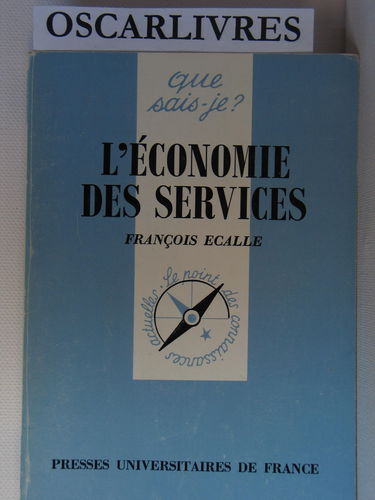 OSCARLIVRES
que
sais-je?
L'ÉCONOMIE
DES SERVICES
FRANÇOIS ECALLE
Le point des connaissances actuelles
PRESSES UNIVERSITAIRES DE FRANCE